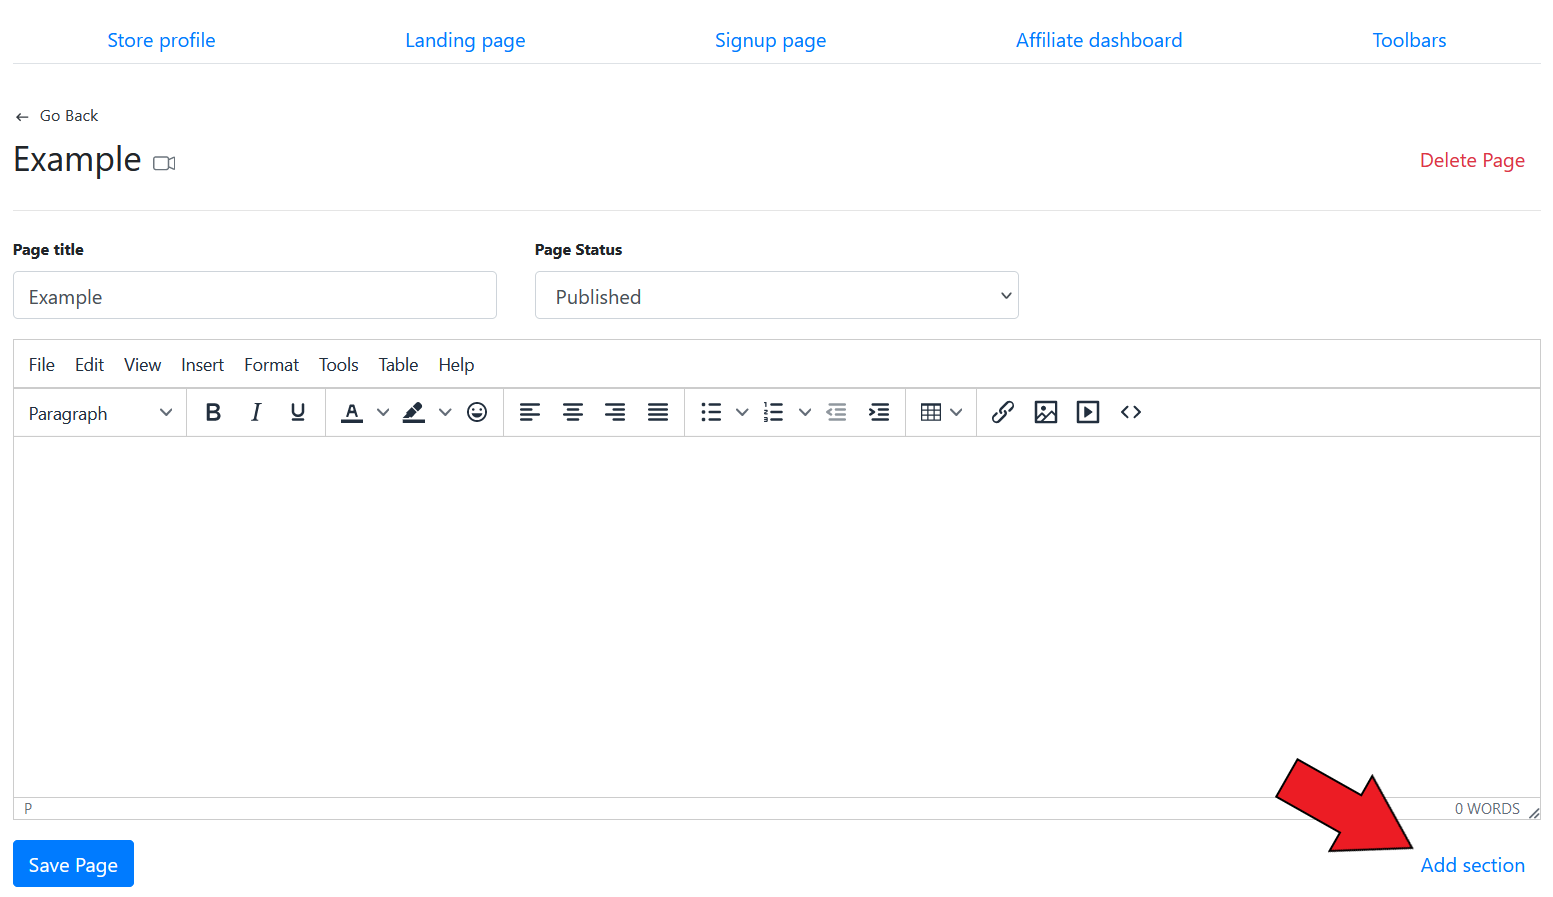 Store profile Landing page Signup page Affiliate dashboard Toolbars
Go Back
Example
Delete Page
Page title Page Status
Example Published
File Edit View Insert Format Tools Table Help
Paragraph
P 0 WORDS
Save Page Add section